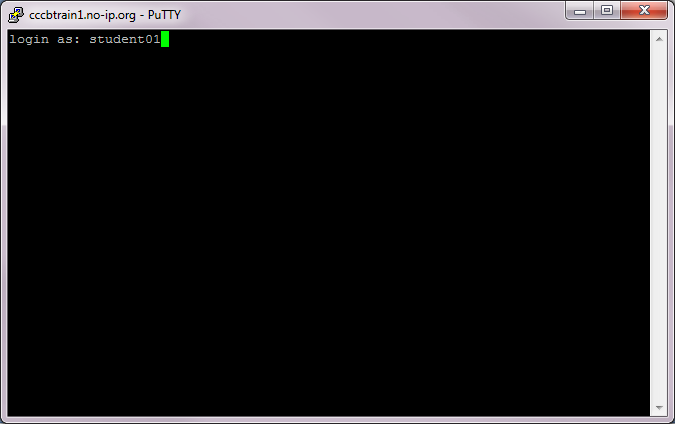 cccbtrain1.no-ip.org - PuTTY
login as: student01